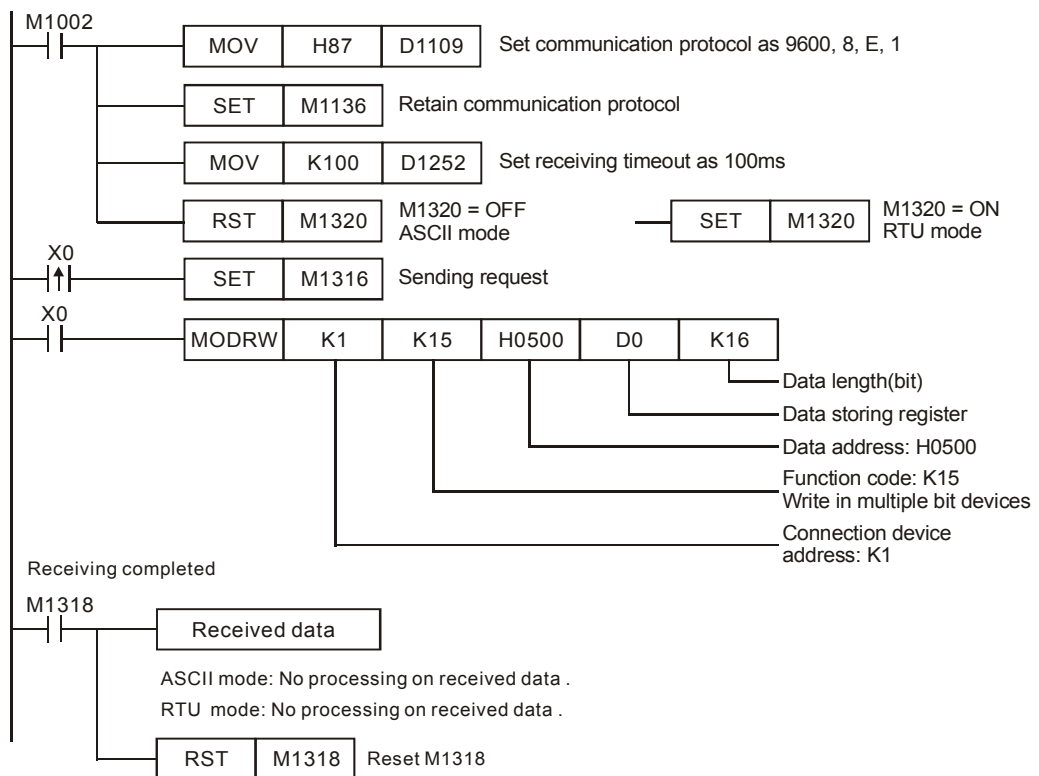 M1002
MOV H87 D1109 Set communication protocol as 9600, 8, E, 1
SET M1136 Retain communication protocol
MOV K100 D1252 Set receiving timeout as 100ms
RST M1320 M1320 = OFF
ASCII mode
SET M1320 M1320 = ON
RTU mode
X0
SET M1316 Sending request
X0
MODRW K1 K15 H0500 D0 K16
Data length(bit)
Data storing register
Data address: H0500
Function code: K15
Write in multiple bit devices
Connection device
address: K1
Receiving completed
M1318
Received data
ASCII mode: No processing on received data .
RTU mode: No processing on received data .
RST M1318 Reset M1318